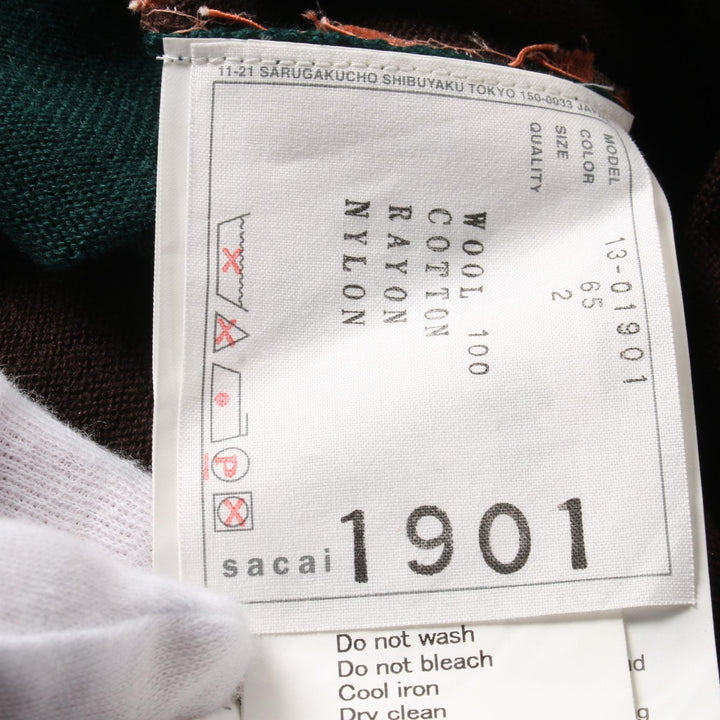 11-21 SARUGAKUCHO SHIBUYAKU TOKYO 150-0033
MODEL 13-01901
COLOR 65
SIZE 2
QUALITY
WOOL 100
COTTON
RAYON
NYLON
P
sacai 1901
Do not wash
Do not bleach
Cool iron
Dry clean